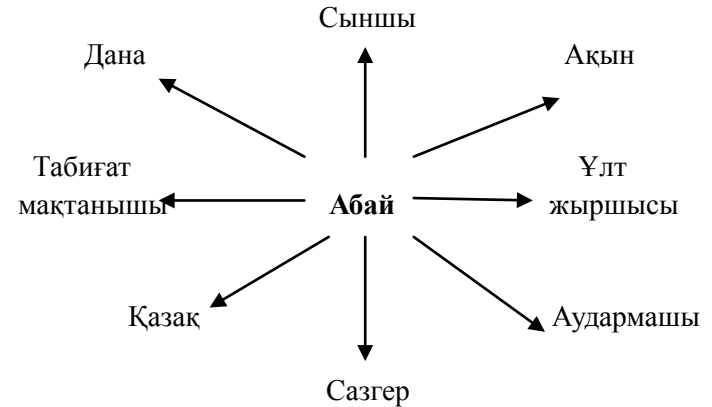 Сыншы
Дана
Ақын
Табиғат
мақтанышы
Абай
Ұлт
жыршысы
Қазақ
Аудармашы
Сазгер